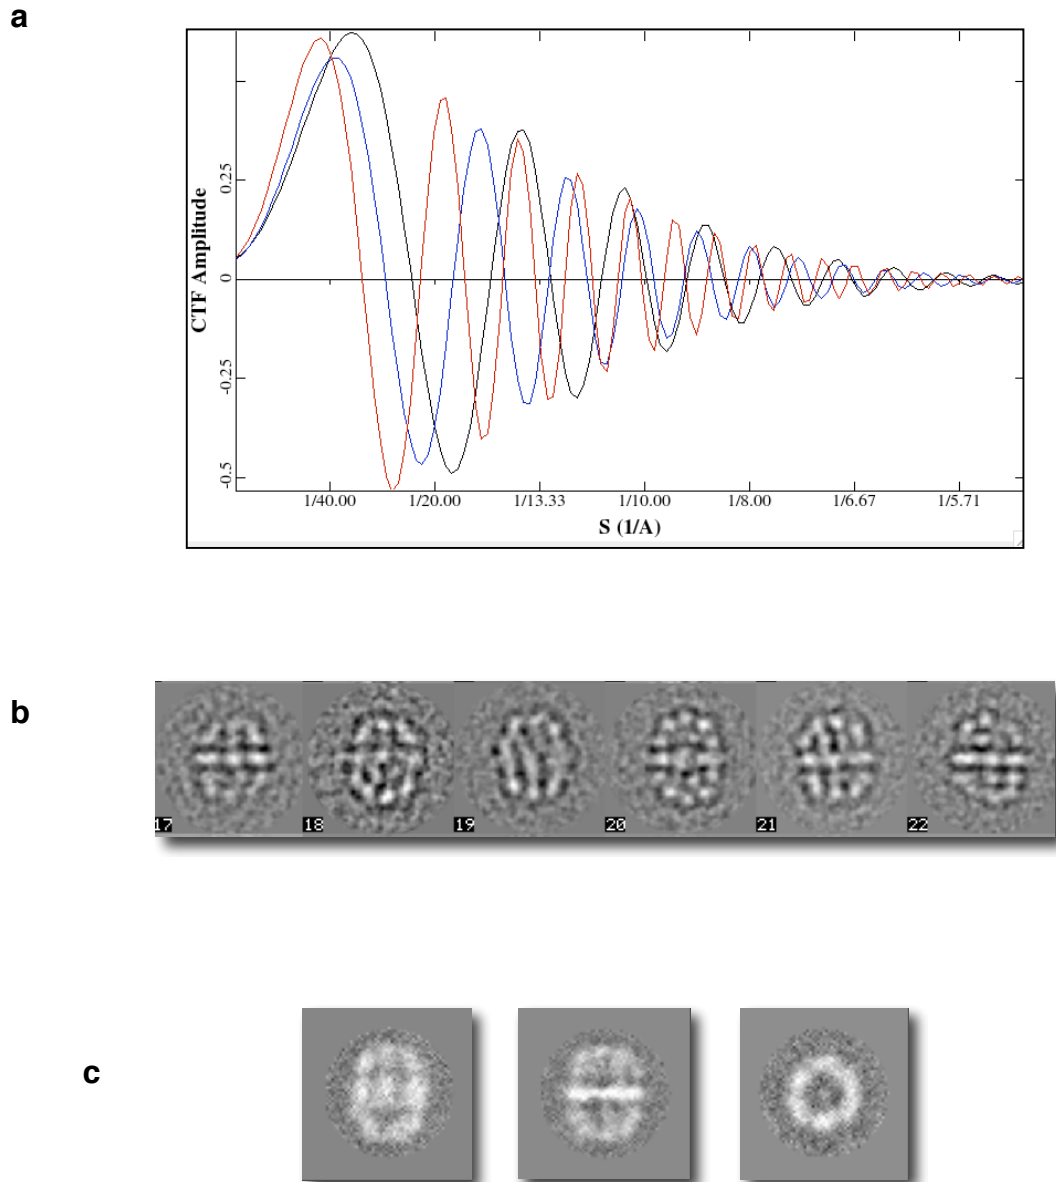 a
CTF Amplitude
0.25
0
-0.25
-0.5
1/40.00 1/20.00 1/13.33 1/10.00 1/8.00 1/6.67 1/5.71
S (1/A)
b
17 18 19 20 21 22
c